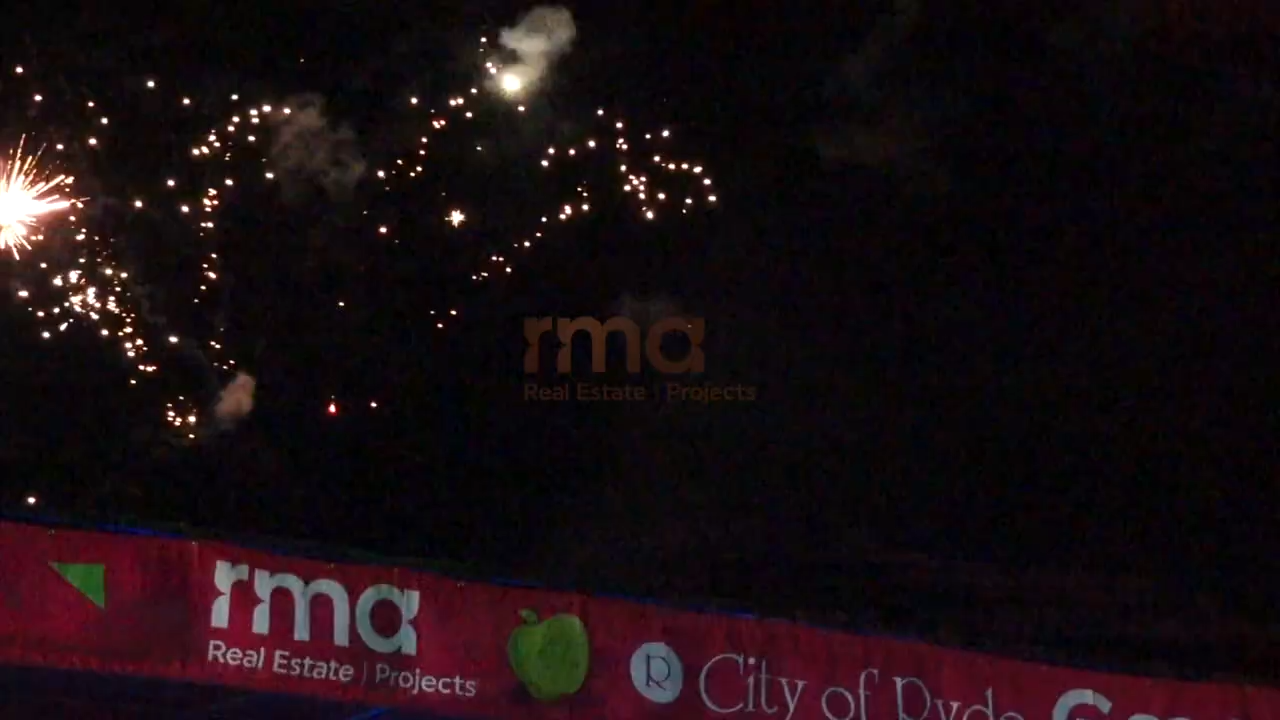 rma
Real Estate | Projects
rma
Real Estate | Projects
R City of Ryde